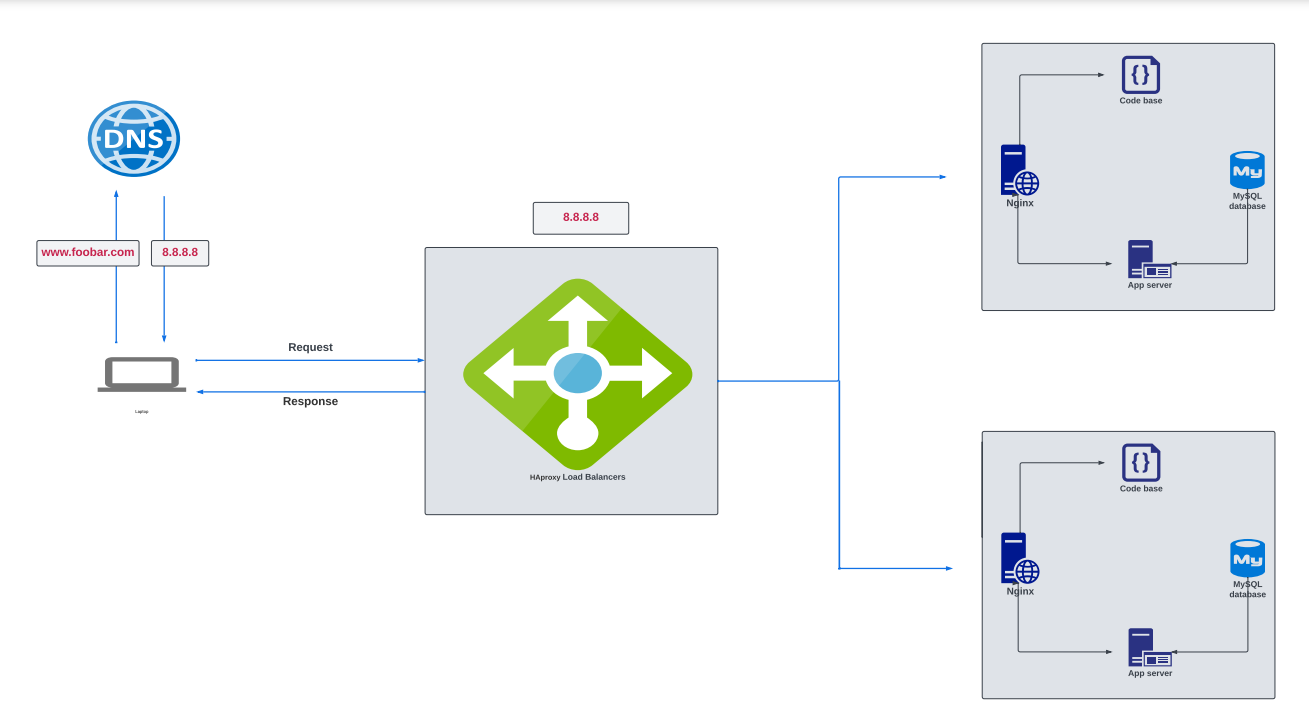 DNS
www.foobar.com
8.8.8.8
Laptop
Request
Response
8.8.8.8
HAproxy Load Balancers
{}
Code base
Nginx
My
MySQL
database
App server
{}
Code base
Nginx
My
MySQL
database
App server